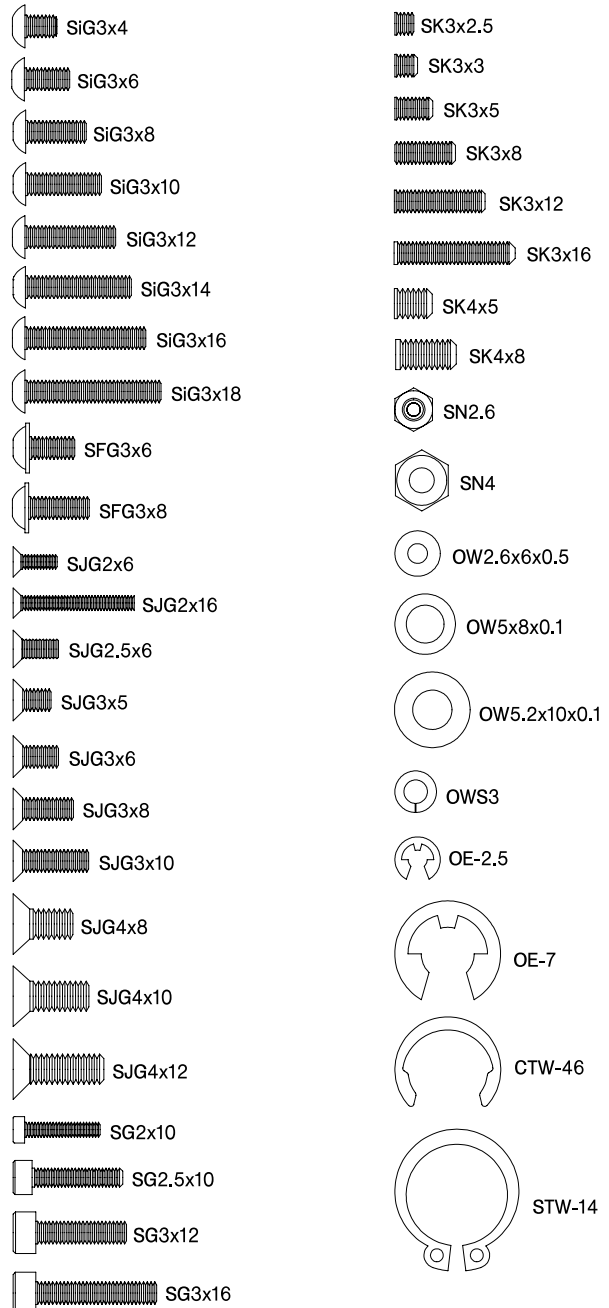 SiG3x4
SiG3x6
SiG3x8
SiG3x10
SiG3x12
SiG3x14
SiG3x16
SiG3x18
SFG3x6
SFG3x8
SJG2x6
SJG2x16
SJG2.5x6
SJG3x5
SJG3x6
SJG3x8
SJG3x10
SJG4x8
SJG4x10
SJG4x12
SG2x10
SG2.5x10
SG3x12
SG3x16
SK3x2.5
SK3x3
SK3x5
SK3x8
SK3x12
SK3x16
SK4x5
SK4x8
SN2.6
SN4
OW2.6x6x0.5
OW5x8x0.1
OW5.2x10x0.1
OWS3
OE-2.5
OE-7
CTW-46
STW-14